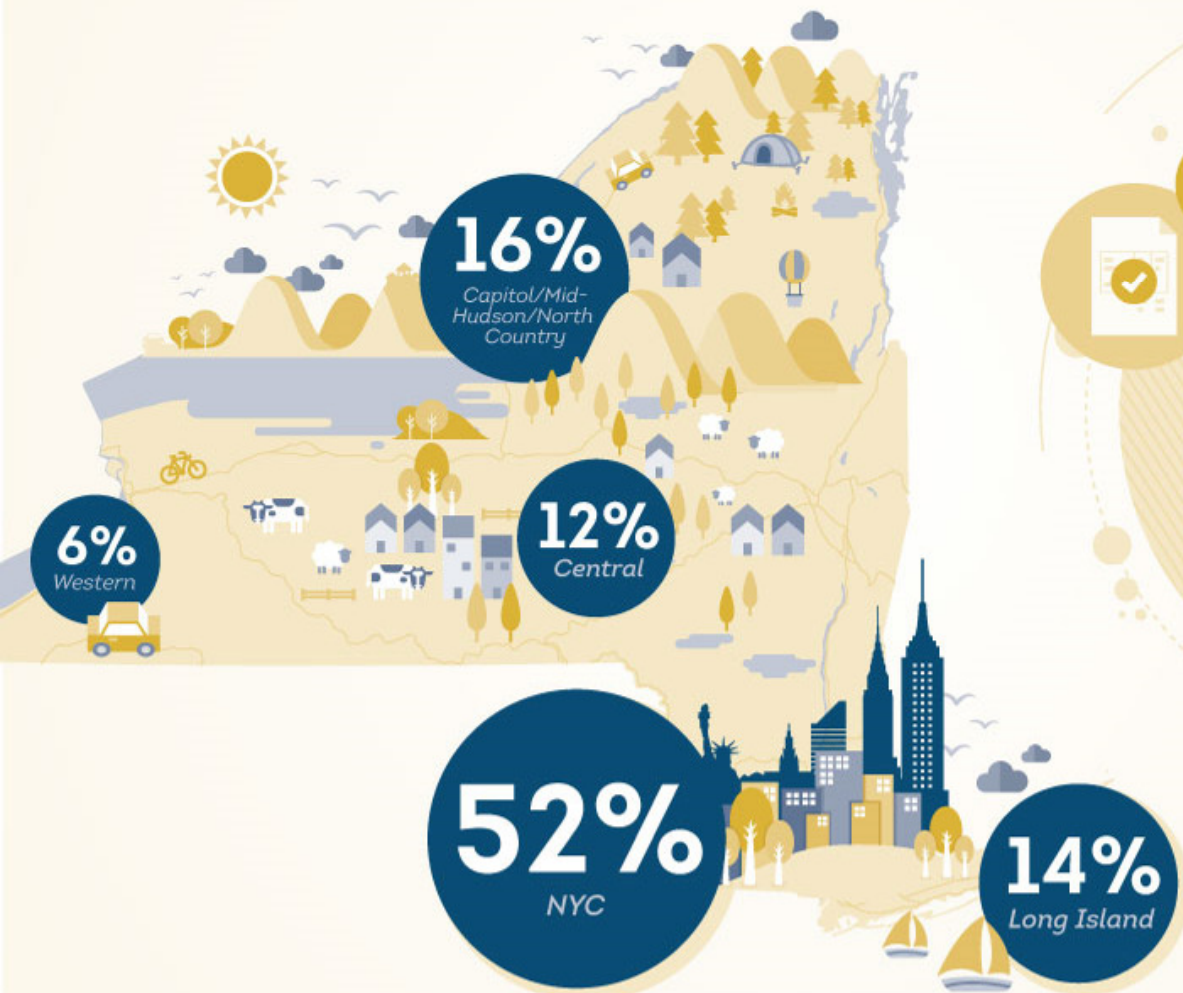 16%
Capitol/Mid-
Hudson/North
Country
6%
Western
12%
Central
52%
NYC
14%
Long Island